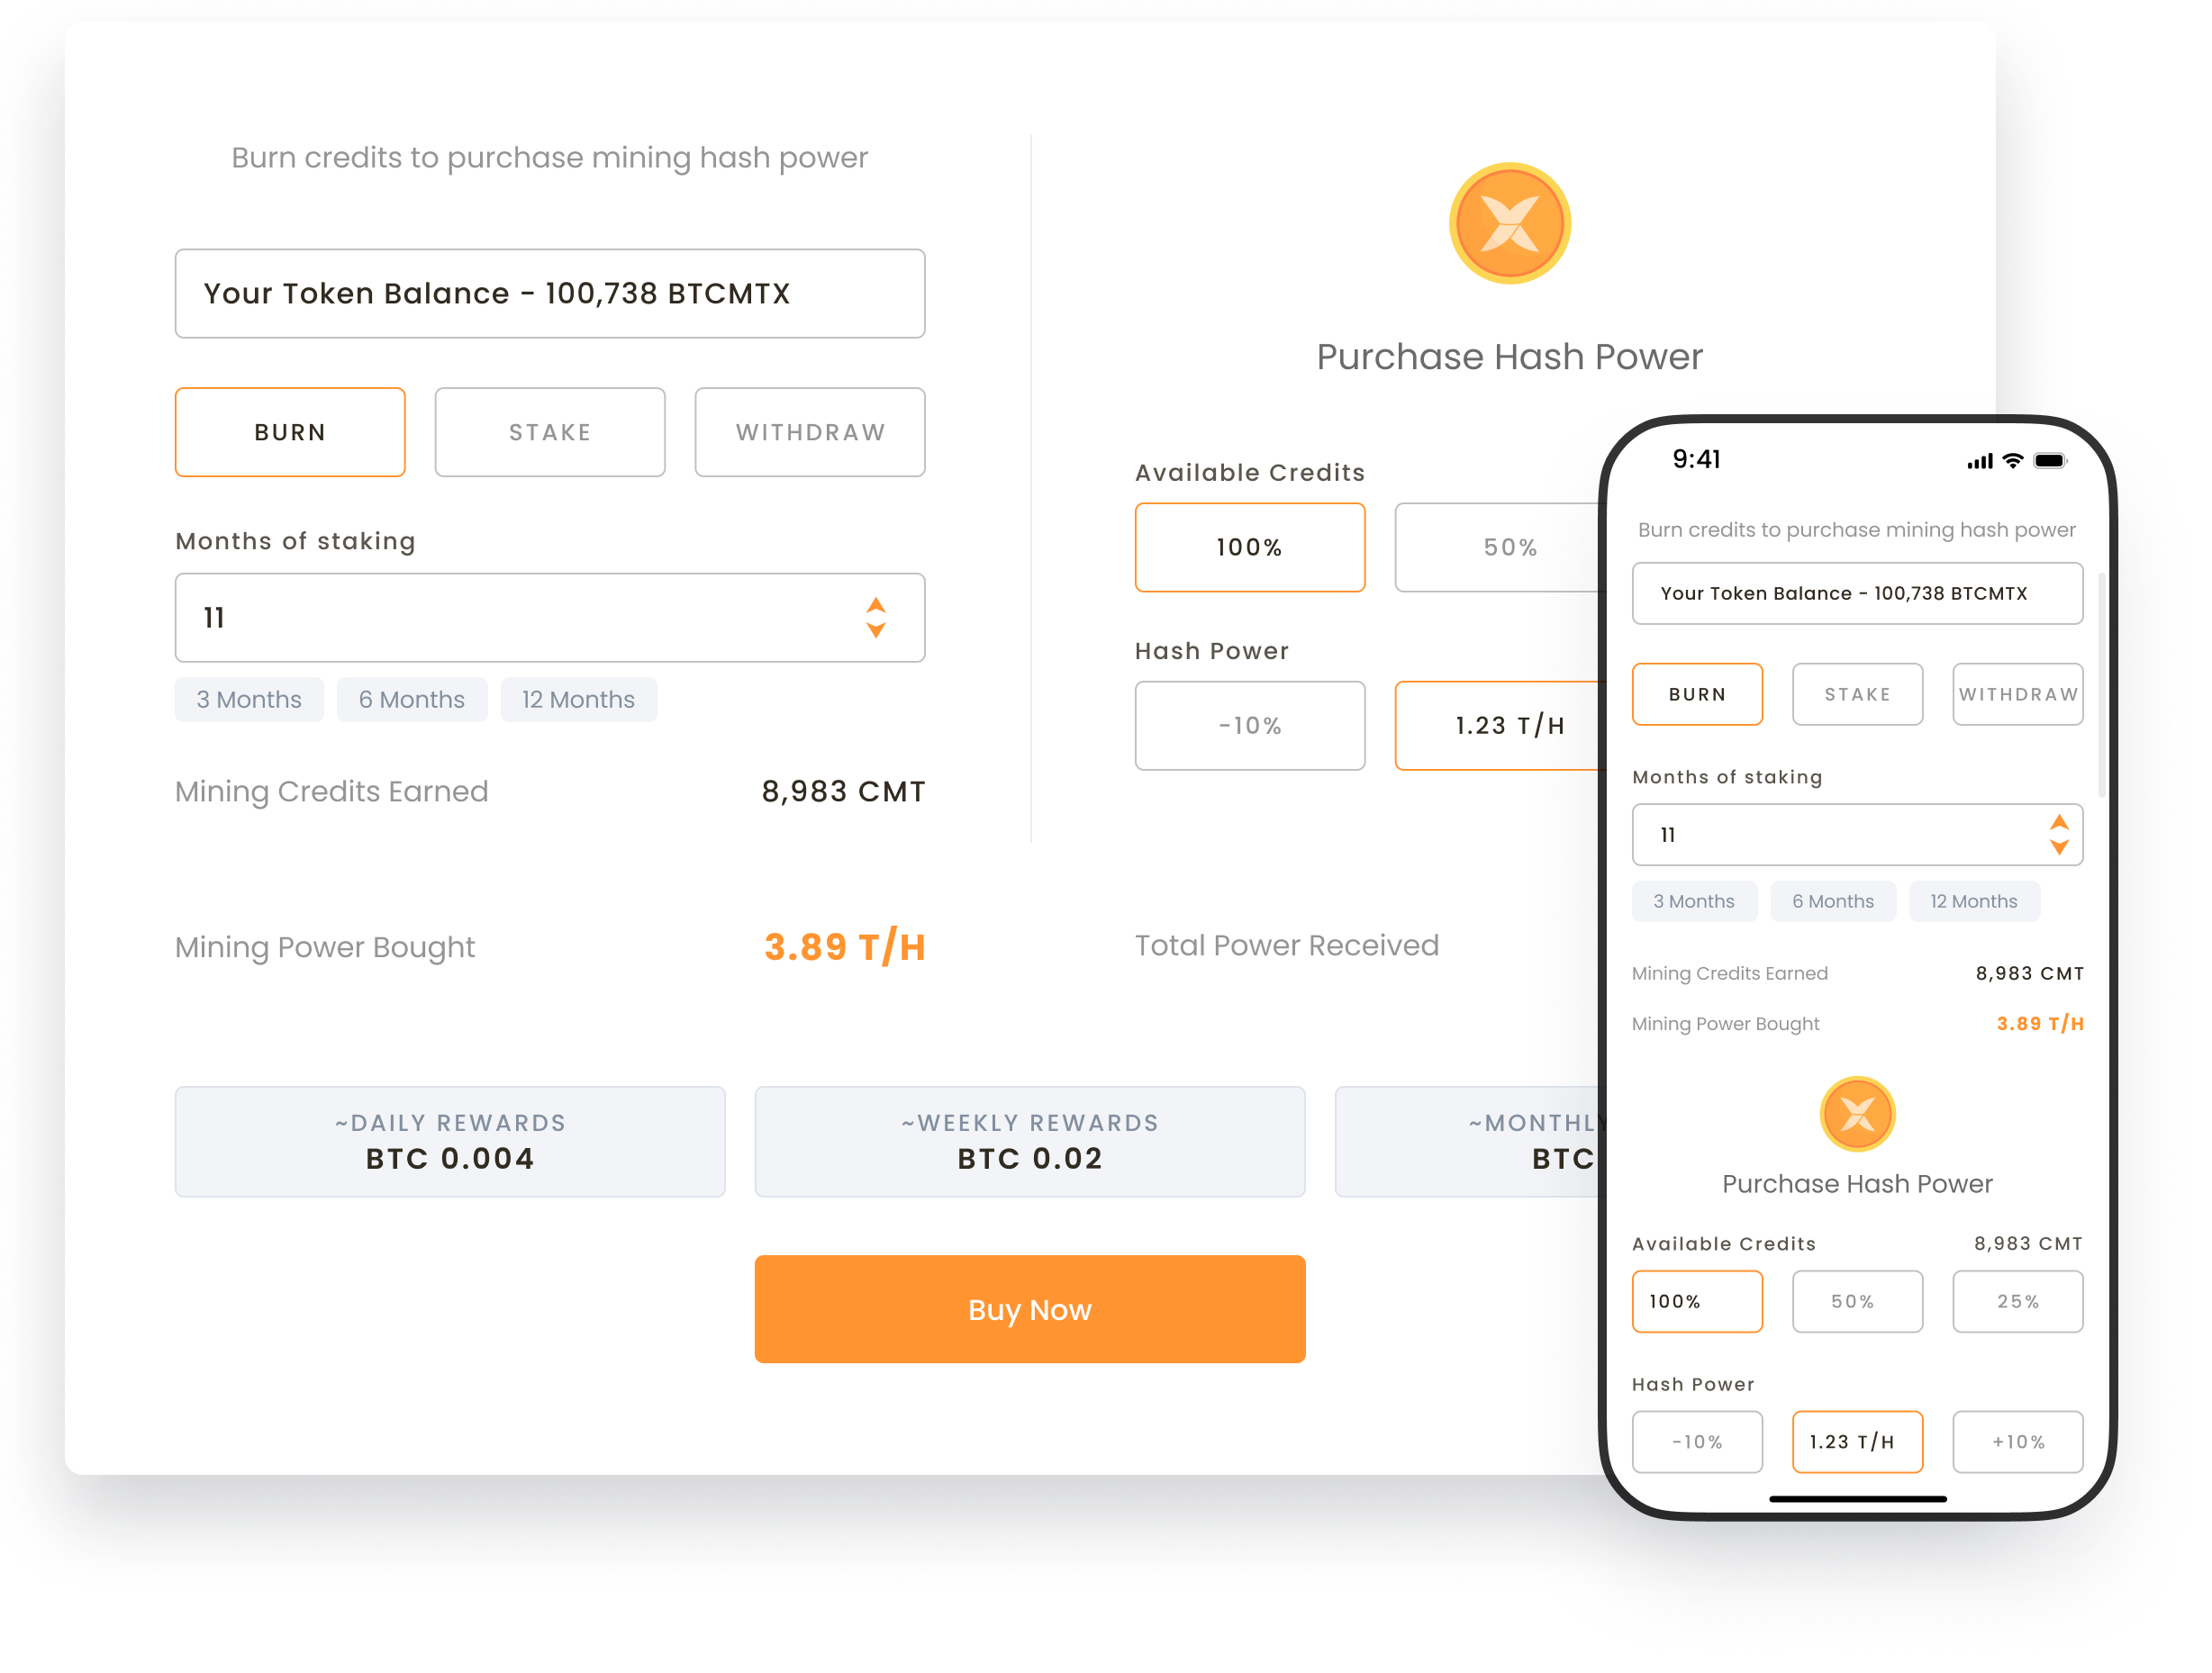 Burn credits to purchase mining hash power
Your Token Balance - 100,738 BTCMTX
BURN STAKE WITHDRAW
Months of staking
11
3 Months 6 Months 12 Months
Mining Credits Earned 8,983 CMT
Mining Power Bought 3.89 T/H
Purchase Hash Power
Available Credits
100% 50%
Hash Power
-10% 1.23 T/H
Total Power Received
~DAILY REWARDS
BTC 0.004
~WEEKLY REWARDS
BTC 0.02
~MONTHLY
BTC
Buy Now
9:41
Burn credits to purchase mining hash power
Your Token Balance - 100,738 BTCMTX
BURN STAKE WITHDRAW
Months of staking
11
3 Months 6 Months 12 Months
Mining Credits Earned 8,983 CMT
Mining Power Bought 3.89 T/H
Purchase Hash Power
Available Credits 8,983 CMT
100% 50% 25%
Hash Power
-10% 1.23 T/H +10%